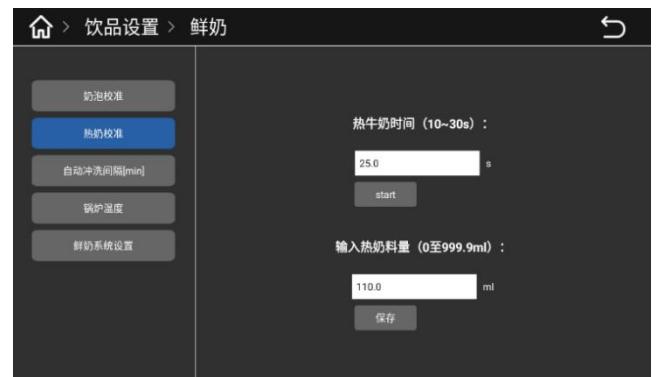 饮品设置 > 鲜奶
奶泡校准
热奶校准
自动冲洗间隔[min]
锅炉温度
鲜奶系统设置
热牛奶时间（10~30s）：
25.0 s
start
输入热奶料量（0至999.9ml）：
110.0 ml
保存